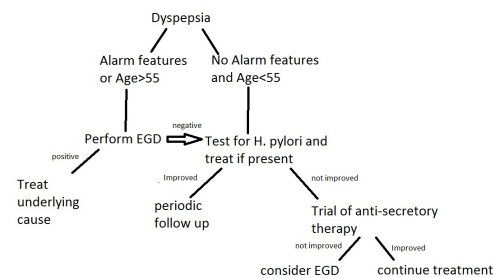 Dyspepsia
Alarm features
or Age>55
No Alarm features
and Age<55
Perform EGD
negative
Test for H. pylori and
treat if present
positive
Treat
underlying
cause
Improved
periodic
follow up
not improved
Trial of anti-secretory
therapy
not improved
consider EGD
Improved
continue treatment